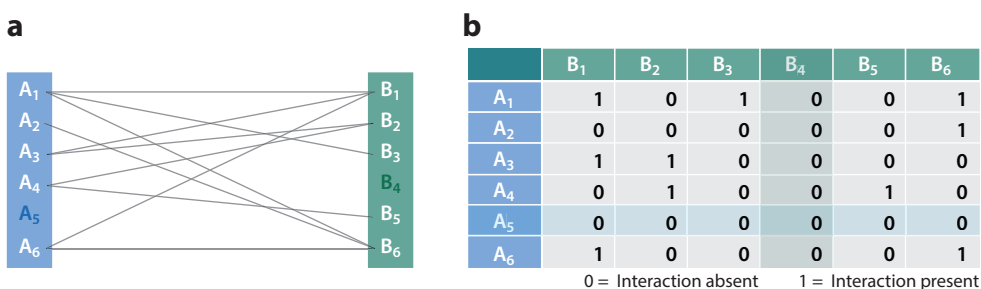 a
A1 B1
A2 B2
A3 B3
A4 B4
A5 B5
A6 B6
b
B1 B2 B3 B4 B5 B6
A1 1 0 1 0 0 1
A2 0 0 0 0 0 1
A3 1 1 0 0 0 0
A4 0 1 0 0 1 0
A5 0 0 0 0 0 0
A6 1 0 0 0 0 1
0 = Interaction absent 1 = Interaction present